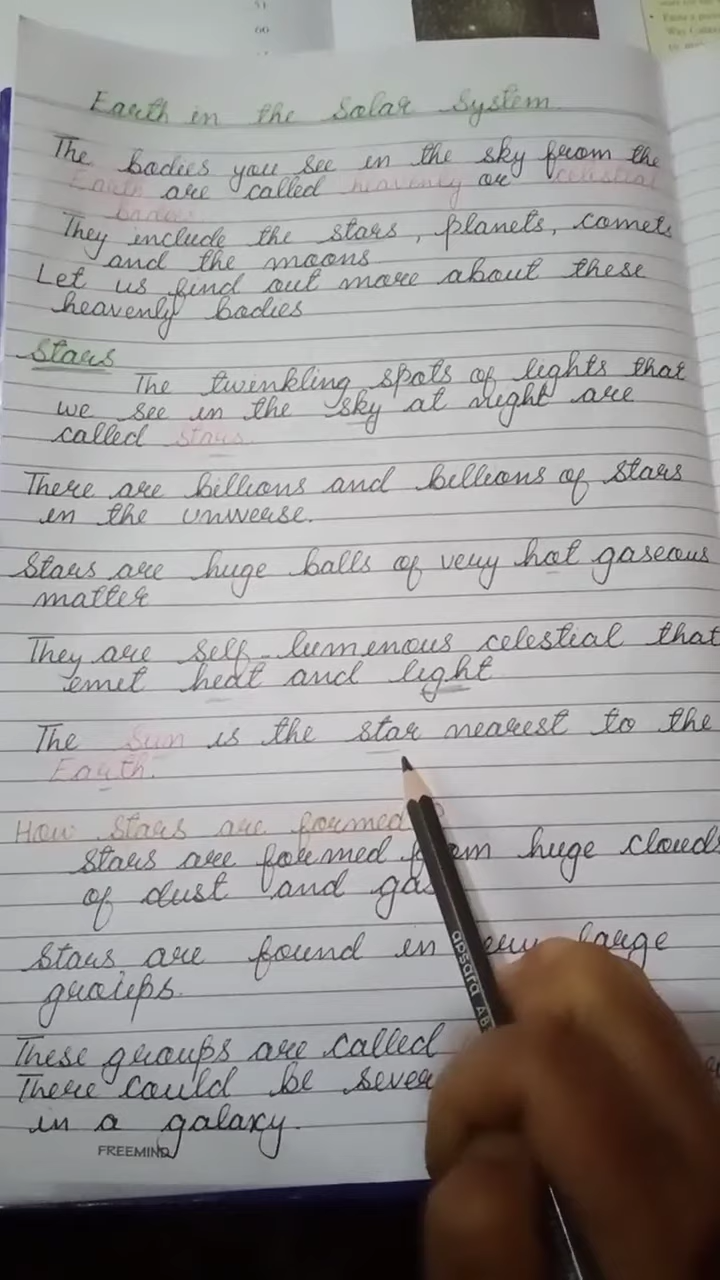 51
60
Earth in the Solar System
The bodies you see in the sky from the
Earth are called heavenly or celestial
bodies
They include the stars, planets, comets
and the moons
Let us find out more about these
heavenly bodies
Stars
The twinkling spots of lights that
we see in the sky at night are
called stars.
There are billions and billions of stars
in the universe.
Stars are huge balls of very hot gaseous
matter
They are self-luminous celestial that
emit heat and light
The Sun is the star nearest to the
Earth.
How stars are formed
Stars are formed from huge clouds
of dust and gas
Stars are found in very large
groups.
These groups are called
There could be
in a galaxy.
FREEMIND
apsara